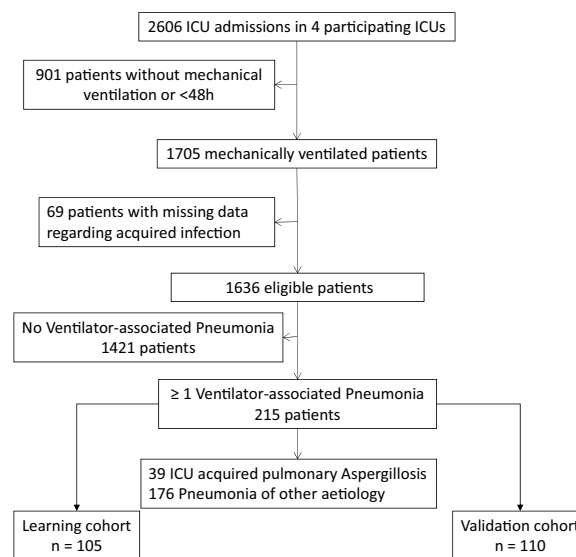 2606 ICU admissions in 4 participating ICUs
901 patients without mechanical
ventilation or <48h
1705 mechanically ventilated patients
69 patients with missing data
regarding acquired infection
1636 eligible patients
No Ventilator-associated Pneumonia
1421 patients
≥ 1 Ventilator-associated Pneumonia
215 patients
39 ICU acquired pulmonary Aspergillosis
176 Pneumonia of other aetiology
Learning cohort
n = 105
Validation cohort
n = 110